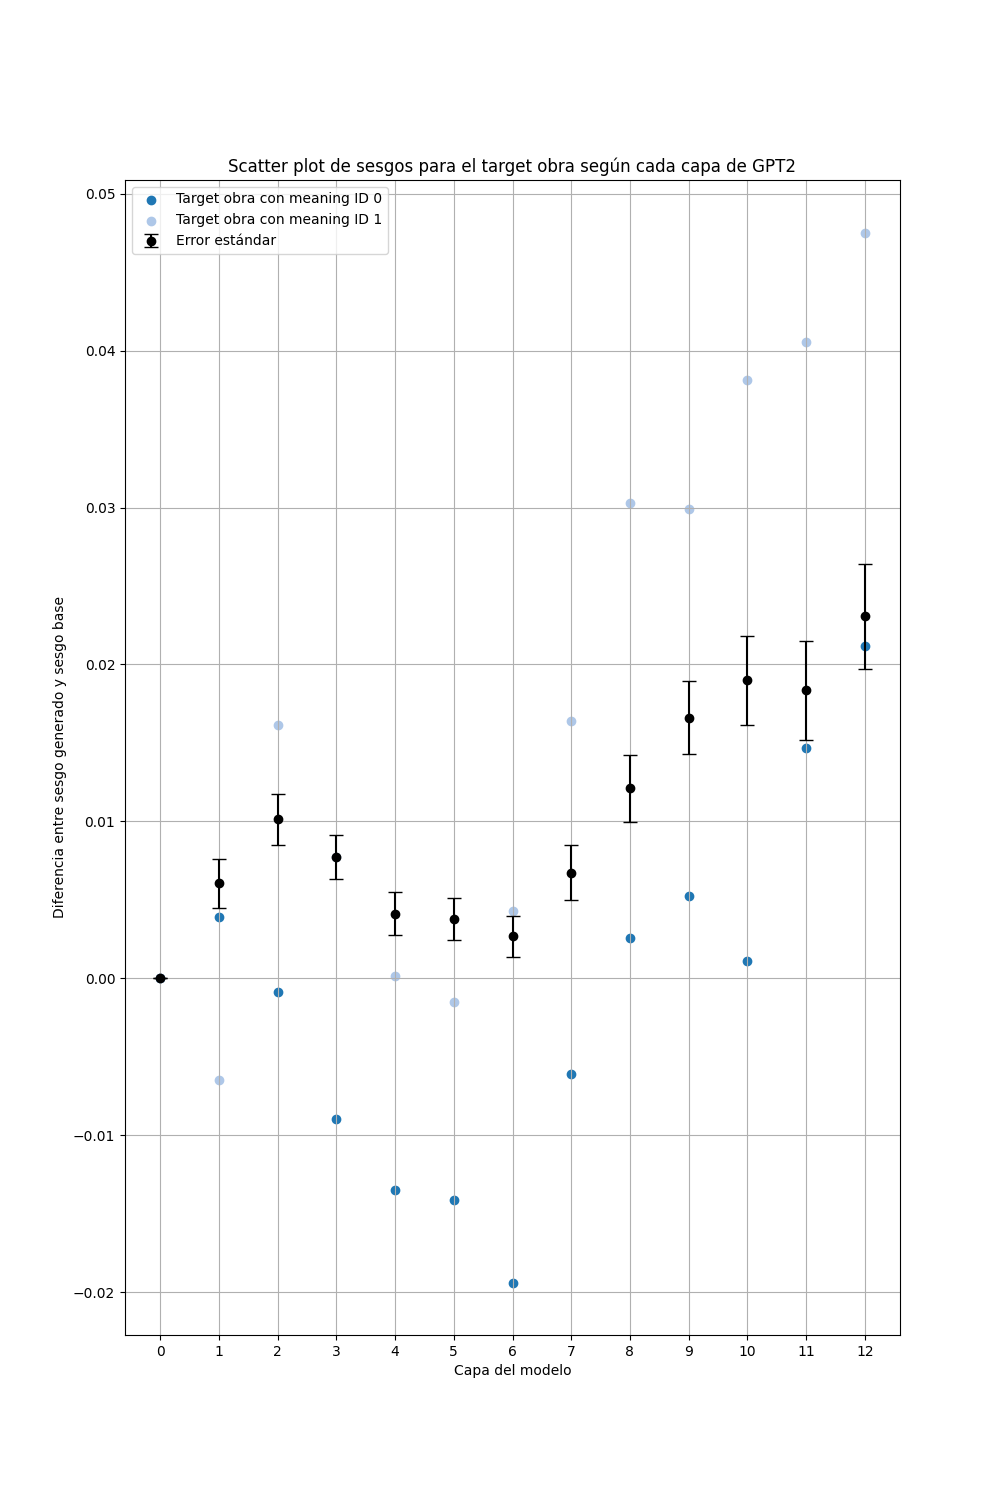 Scatter plot de sesgos para el target obra según cada capa de GPT2
Target obra con meaning ID 0
Target obra con meaning ID 1
Error estándar
0.05
0.04
0.03
0.02
0.01
0.00
−0.01
−0.02
Diferencia entre sesgo generado y sesgo base
0 1 2 3 4 5 6 7 8 9 10 11 12
Capa del modelo